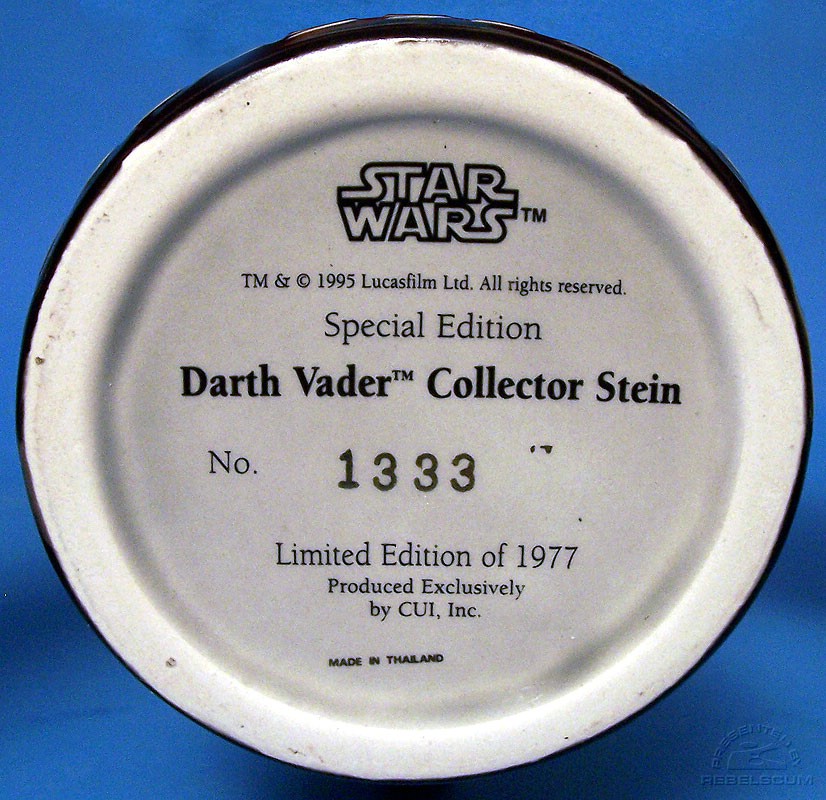 STAR
WARS™
TM & © 1995 Lucasfilm Ltd. All rights reserved.
Special Edition
Darth Vader™ Collector Stein
No. 1333
Limited Edition of 1977
Produced Exclusively
by CUI, Inc.
MADE IN THAILAND
PRESENTED BY
REBELSCUM